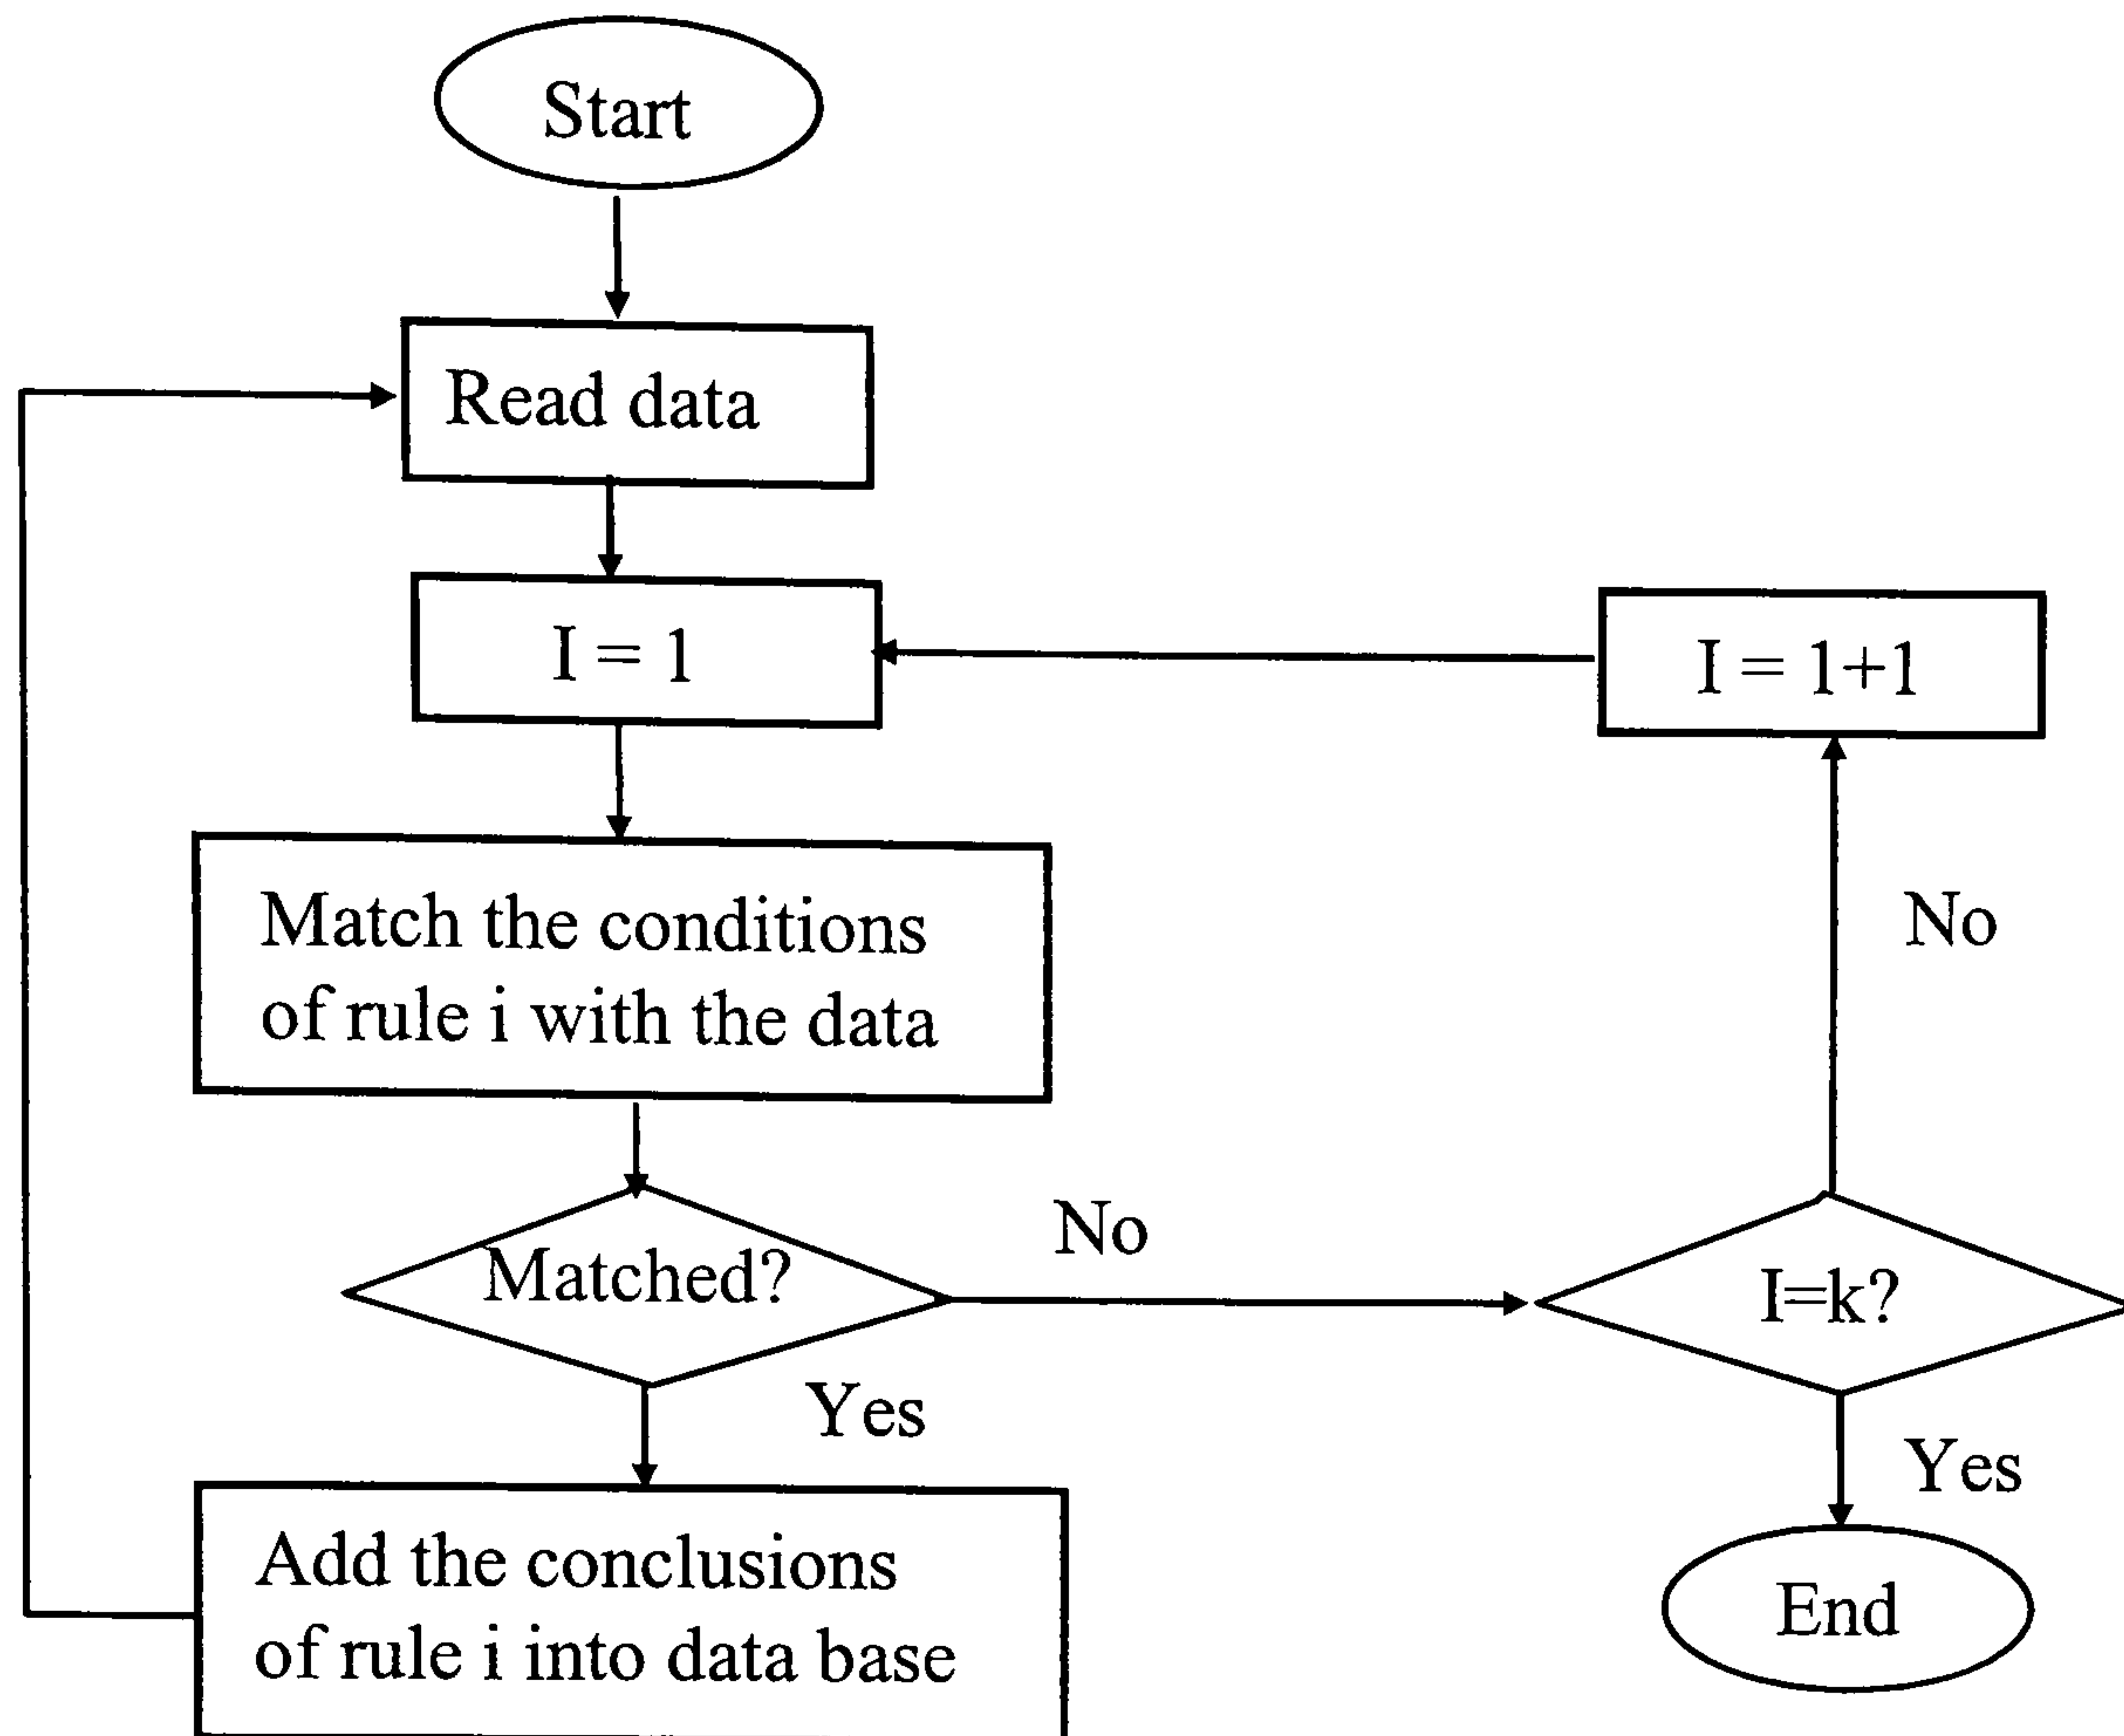 Start
Read data
I = 1
I = 1+1
Match the conditions
of rule i with the data
No
No
Matched?
I=k?
Yes
Yes
Add the conclusions
of rule i into data base
End